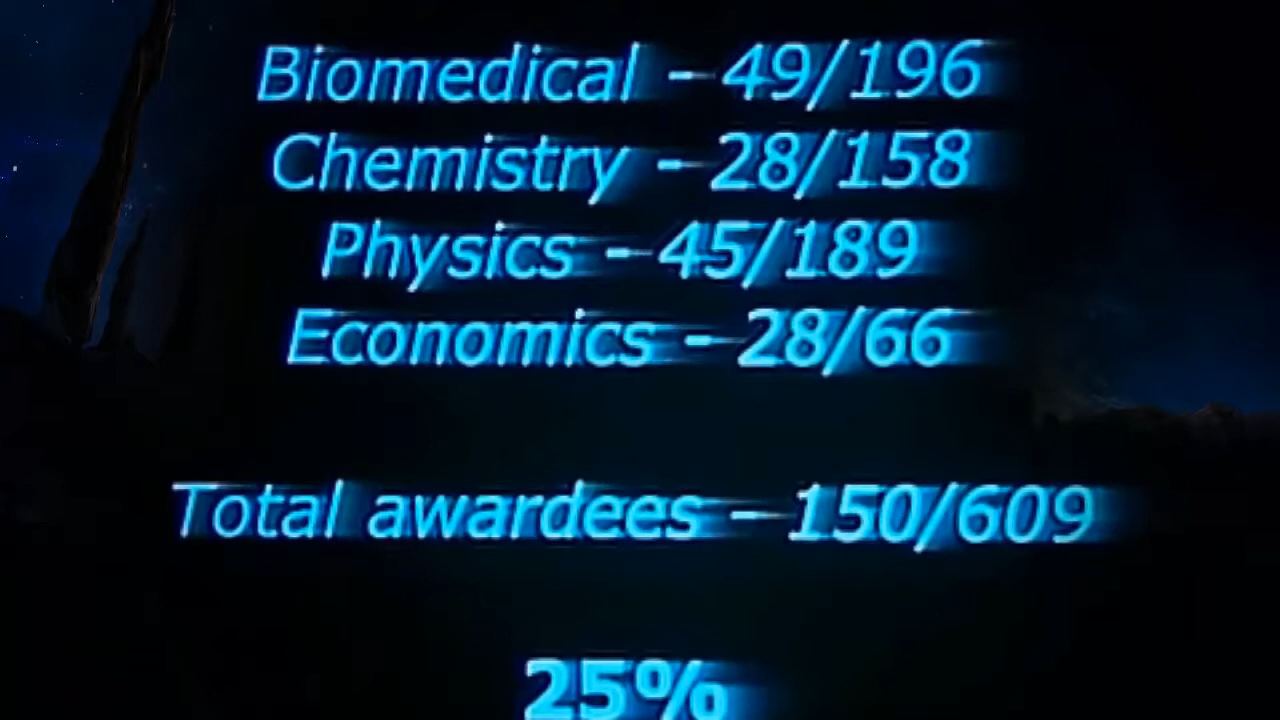 Biomedical - 49/196
Chemistry - 28/158
Physics - 45/189
Economics - 28/66
Total awardees - 150/609
25%